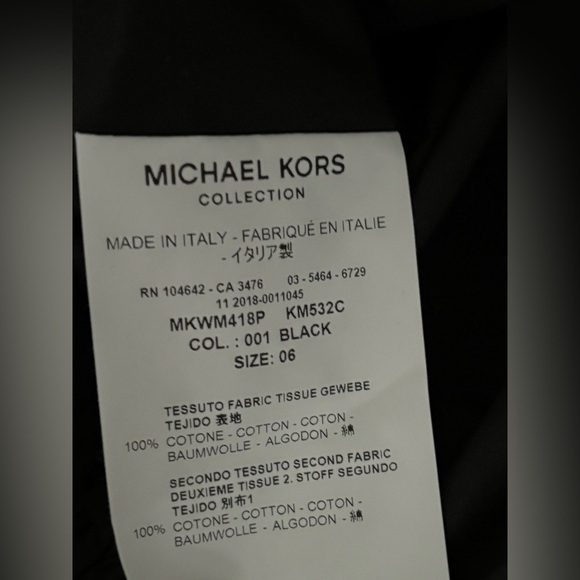 MICHAEL KORS
COLLECTION
MADE IN ITALY - FABRIQUÉ EN ITALIE
- イタリア製
RN 104642 - CA 3476 03 - 5464 - 6729
11 2018-0011045
MKWM418P KM532C
COL. : 001 BLACK
SIZE: 06
TESSUTO FABRIC TISSUE GEWEBE
TEJIDO 表地
100% COTONE - COTTON - COTON -
BAUMWOLLE - ALGODON - 綿
SECONDO TESSUTO SECOND FABRIC
DEUXIEME TISSUE 2. STOFF SEGUNDO
TEJIDO 別布1
100% COTONE - COTTON - COTON -
BAUMWOLLE - ALGODON - 綿